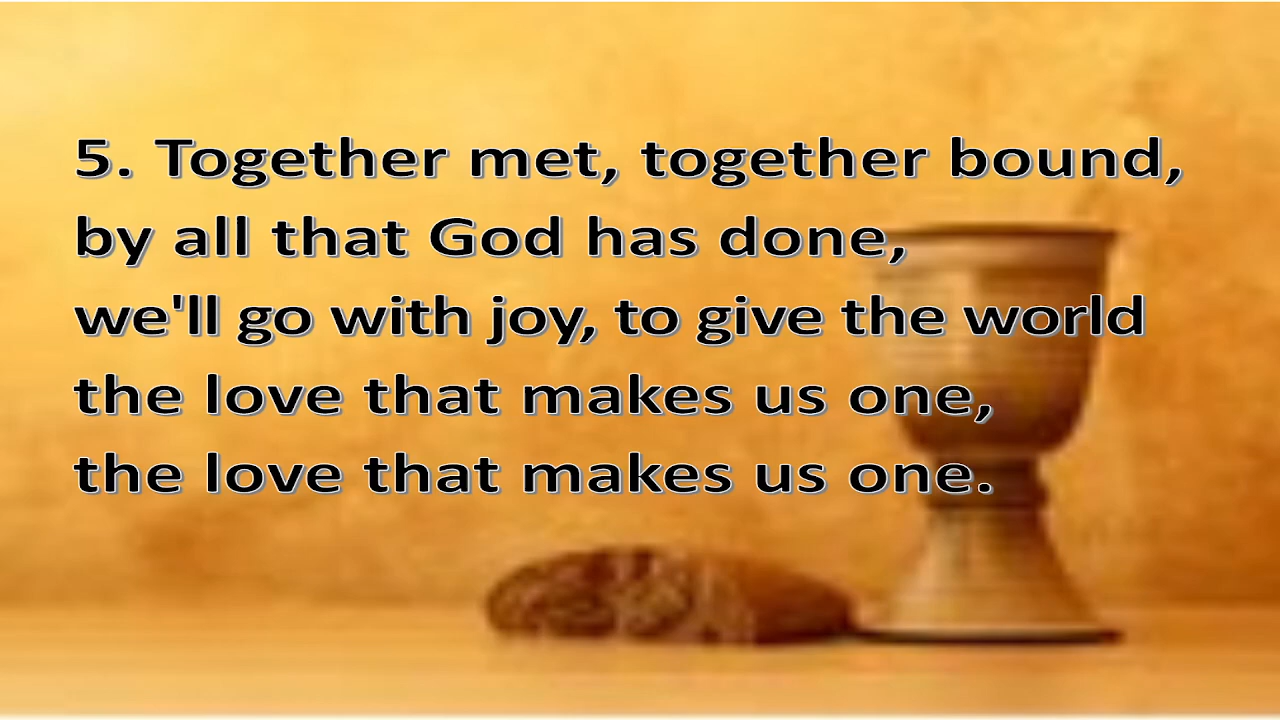 5. Together met, together bound,
by all that God has done,
we'll go with joy, to give the world
the love that makes us one,
the love that makes us one.